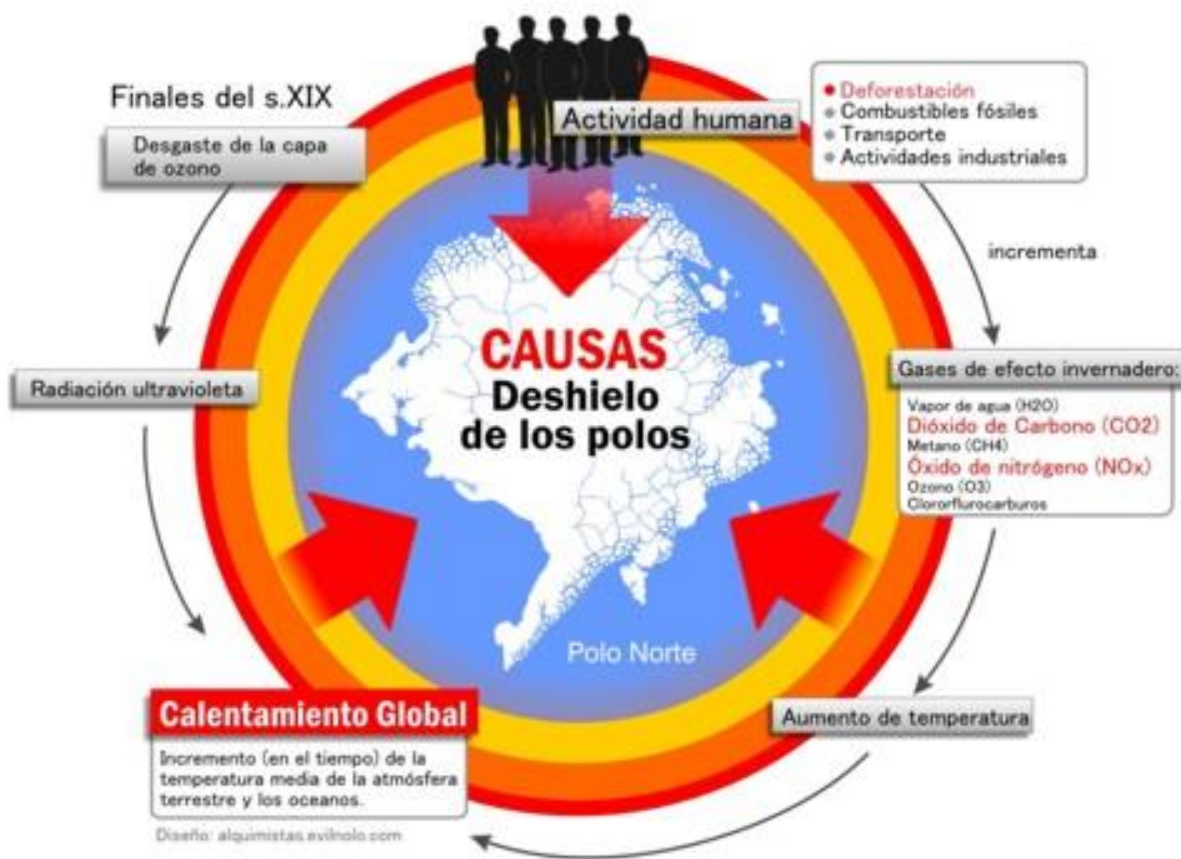 Finales del s.XIX
Desgaste de la capa
de ozono
Radiación ultravioleta
Actividad humana
Deforestación
Combustibles fósiles
Transporte
Actividades industriales
incrementa
Gases de efecto invernadero:
Vapor de agua (H2O)
Dióxido de Carbono (CO2)
Metano (CH4)
Óxido de nitrógeno (NOx)
Ozono (O3)
Clororflurocarburos
Aumento de temperatura
CAUSAS
Deshielo
de los polos
Polo Norte
Calentamiento Global
Incremento (en el tiempo) de la
temperatura media de la atmósfera
terrestre y los oceanos.
Diseño: alquimistas.evilnolo.com